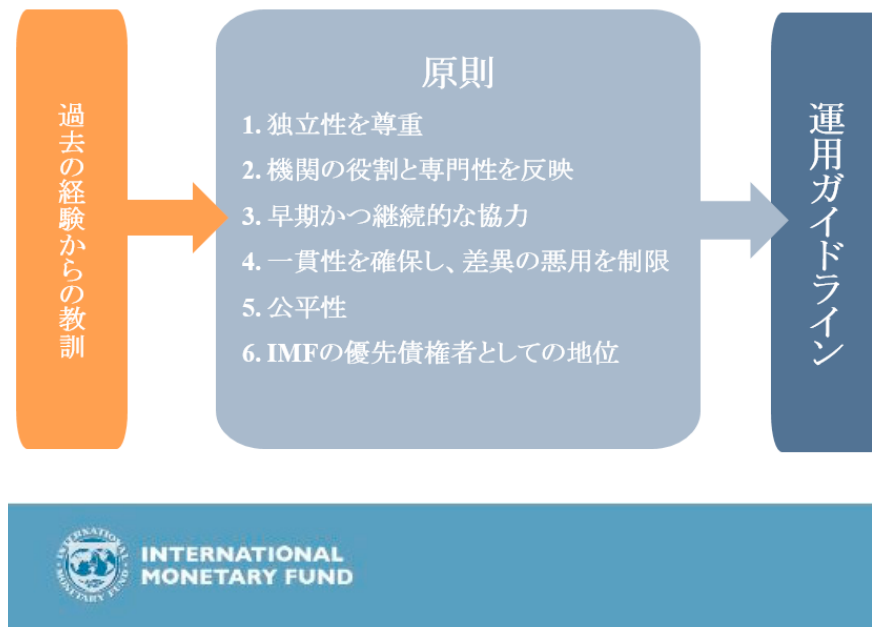 過去の経験からの教訓
原則
1. 独立性を尊重
2. 機関の役割と専門性を反映
3. 早期かつ継続的な協力
4. 一貫性を確保し、差異の悪用を制限
5. 公平性
6. IMFの優先債権者としての地位
運用ガイドライン
INTERNATIONAL MONETARY FUND
INTERNATIONAL
MONETARY FUND